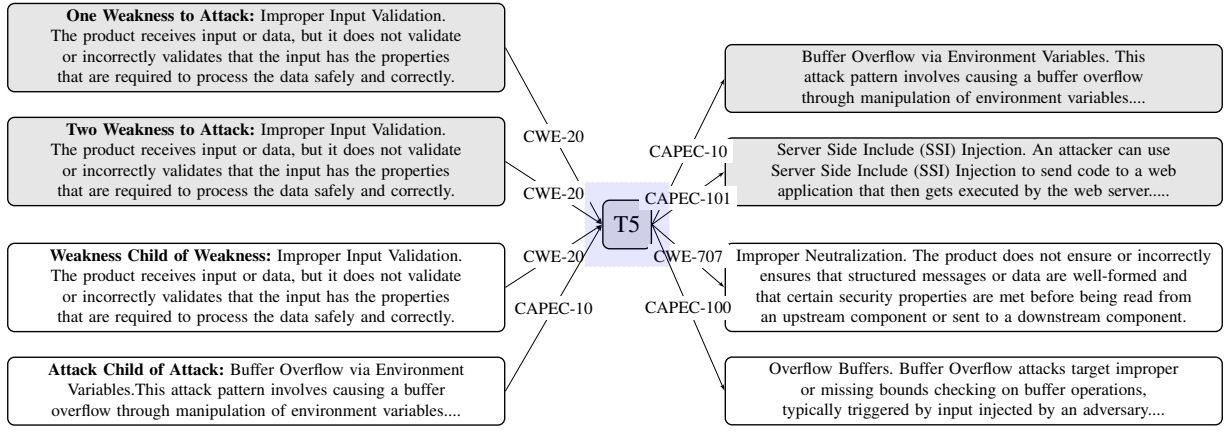 One Weakness to Attack: Improper Input Validation.
The product receives input or data, but it does not validate
or incorrectly validates that the input has the properties
that are required to process the data safely and correctly.
Two Weakness to Attack: Improper Input Validation.
The product receives input or data, but it does not validate
or incorrectly validates that the input has the properties
that are required to process the data safely and correctly.
Weakness Child of Weakness: Improper Input Validation.
The product receives input or data, but it does not validate
or incorrectly validates that the input has the properties
that are required to process the data safely and correctly.
Attack Child of Attack: Buffer Overflow via Environment
Variables.This attack pattern involves causing a buffer
overflow through manipulation of environment variables....
CWE-20
CWE-20
CWE-20
CAPEC-10
T5
CAPEC-10
CAPEC-101
CWE-707
CAPEC-100
Buffer Overflow via Environment Variables. This
attack pattern involves causing a buffer overflow
through manipulation of environment variables....
Server Side Include (SSI) Injection. An attacker can use
Server Side Include (SSI) Injection to send code to a web
application that then gets executed by the web server.....
Improper Neutralization. The product does not ensure or incorrectly
ensures that structured messages or data are well-formed and
that certain security properties are met before being read from
an upstream component or sent to a downstream component.
Overflow Buffers. Buffer Overflow attacks target improper
or missing bounds checking on buffer operations,
typically triggered by input injected by an adversary....